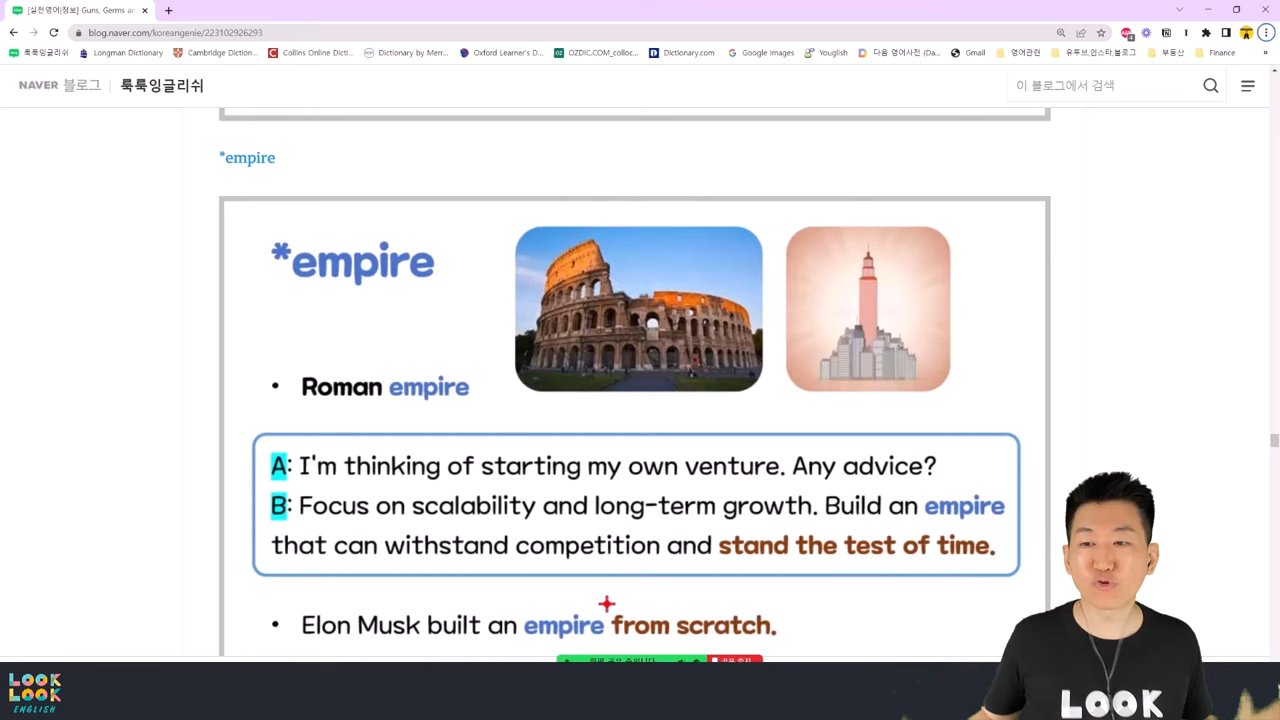 [실전영어|정보] Guns, Germs an
blog.naver.com/koreangenie/223102926293
룩룩잉글리쉬 Longman Dictionary Cambridge Diction... Collins Online Dicti... Dictionary by Merr... Oxford Learner's D... OZDIC.COM_colloc... Dictionary.com Google Images Youglish 다음 영어사전 (Da... Gmail 영어관련 유투브,인스타,블로그 부동산 Finance »
NAVER 블로그 룩룩잉글리쉬 이 블로그에서 검색
*empire
*empire
• Roman empire
A: I'm thinking of starting my own venture. Any advice?
B: Focus on scalability and long-term growth. Build an empire
that can withstand competition and stand the test of time.
• Elon Musk built an empire from scratch.
LOOK
LOOK
ENGLISH
LOOK